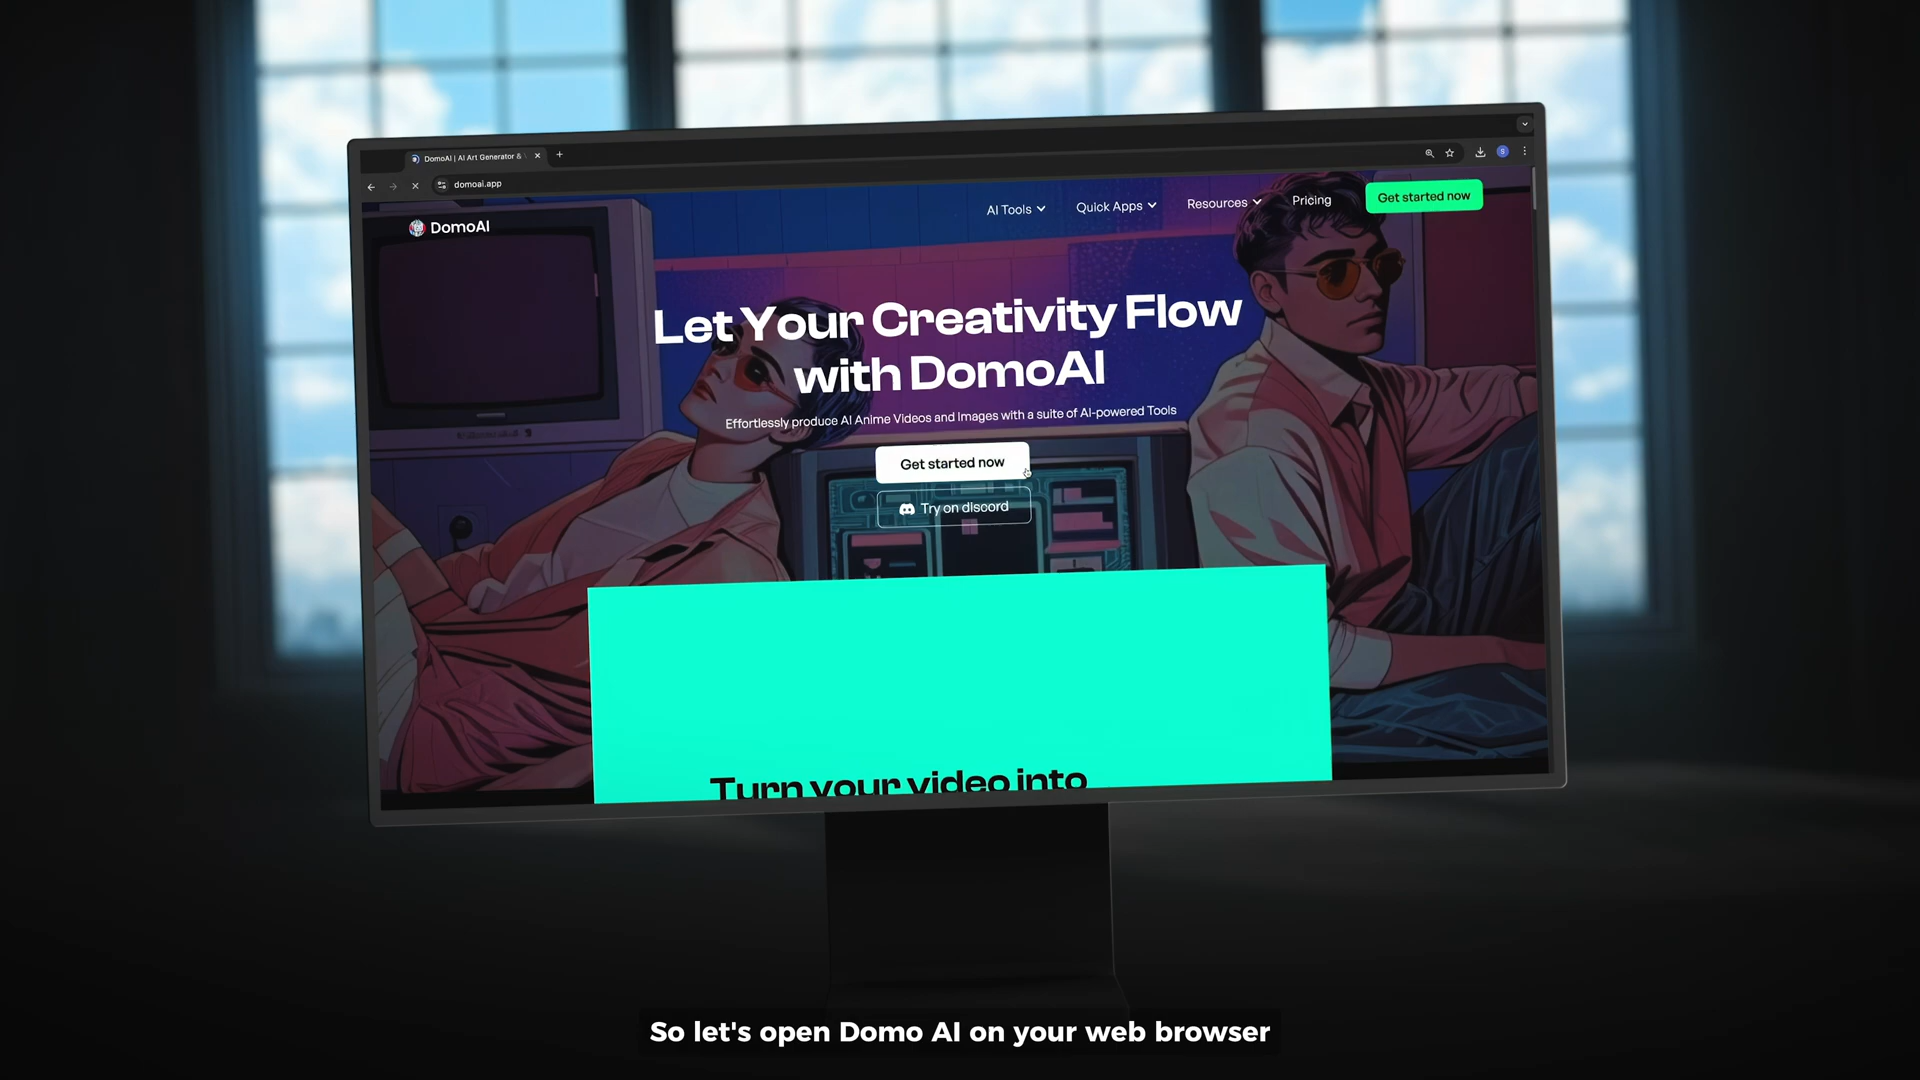 DomoAI | AI Art Generator &
domoai.app
DomoAI
AI Tools
Quick Apps
Resources
Pricing
Get started now
Let Your Creativity Flow
with DomoAI
Effortlessly produce AI Anime Videos and Images with a suite of AI-powered Tools
Get started now
Try on discord
Turn your video into
So let's open Domo AI on your web browser